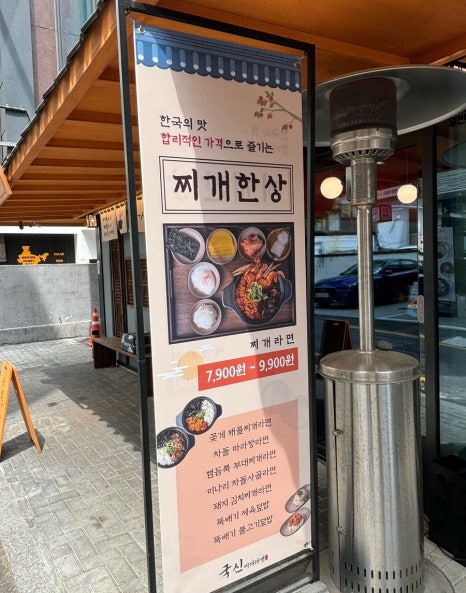 한국의 맛
합리적인 가격으로 즐기는
찌개한상
찌개라면
7,900원 ~ 9,900원
꽃게 해물찌개라면
차돌 마라탕라면
햄듬뿍 부대찌개라면
미나리 차돌사골라면
돼지 김치찌개라면
뚝배기 제육덮밥
뚝배기 불고기덮밥
국신